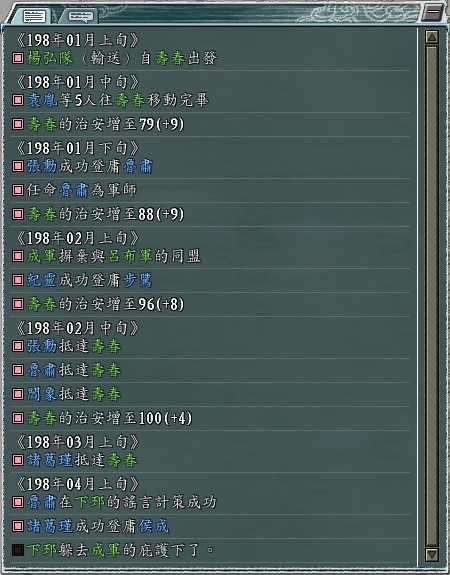 《198年01月上旬》
楊弘隊（輸送）自壽春出發
《198年01月中旬》
袁胤等5人往壽春移動完畢
壽春的治安增至79(+9)
《198年01月下旬》
張勳成功登庸魯肅
任命魯肅為軍師
壽春的治安增至88(+9)
《198年02月上旬》
成軍摒棄與呂布軍的同盟
紀靈成功登庸步騭
壽春的治安增至96(+8)
《198年02月中旬》
張勳抵達壽春
魯肅抵達壽春
閻象抵達壽春
壽春的治安增至100(+4)
《198年03月上旬》
諸葛瑾抵達壽春
《198年04月上旬》
魯肅在下邳的謠言計策成功
諸葛瑾成功登庸侯成
下邳躲去成軍的庇護下了。